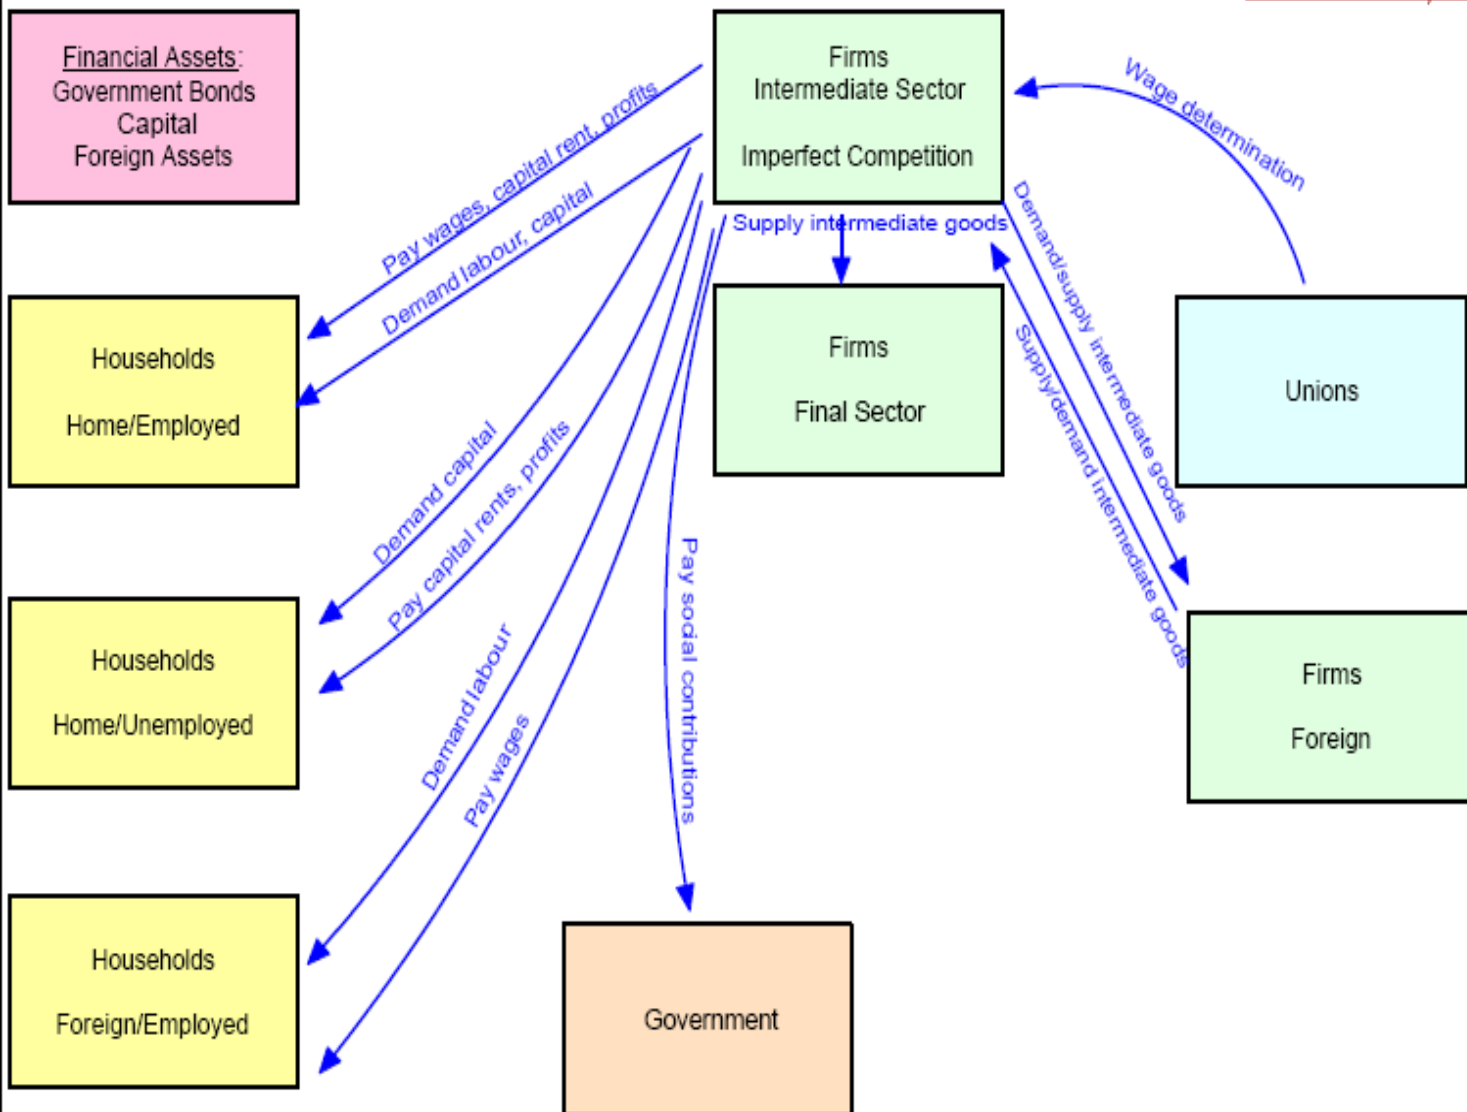 Financial Assets:
Government Bonds
Capital
Foreign Assets
Firms
Intermediate Sector
Imperfect Competition
Wage determination
Pay wages, capital rent, profits
Demand labour, capital
Supply intermediate goods
Demand/supply intermediate goods
Supply/demand intermediate goods
Households
Home/Employed
Firms
Final Sector
Unions
Demand capital
Pay capital rents, profits
Households
Home/Unemployed
Demand labour
Pay wages
Pay social contributions
Firms
Foreign
Households
Foreign/Employed
Government